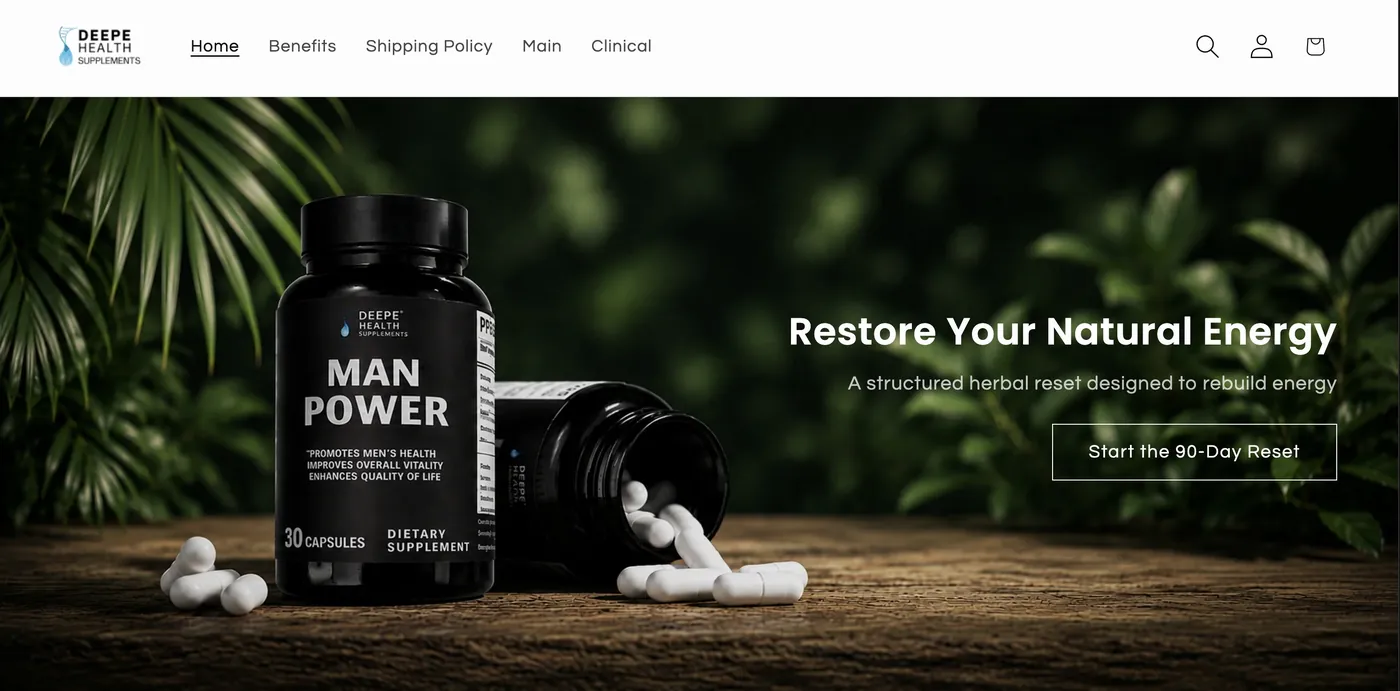 DEEPE
HEALTH
SUPPLEMENTS
Home
Benefits
Shipping Policy
Main
Clinical
DEEPE®
HEALTH
SUPPLEMENTS
MAN
POWER
"PROMOTES MEN'S HEALTH
IMPROVES OVERALL VITALITY
ENHANCES QUALITY OF LIFE
30 CAPSULES
DIETARY
SUPPLEMENT
DEEPE
HEALTH
Restore Your Natural Energy
A structured herbal reset designed to rebuild energy
Start the 90-Day Reset